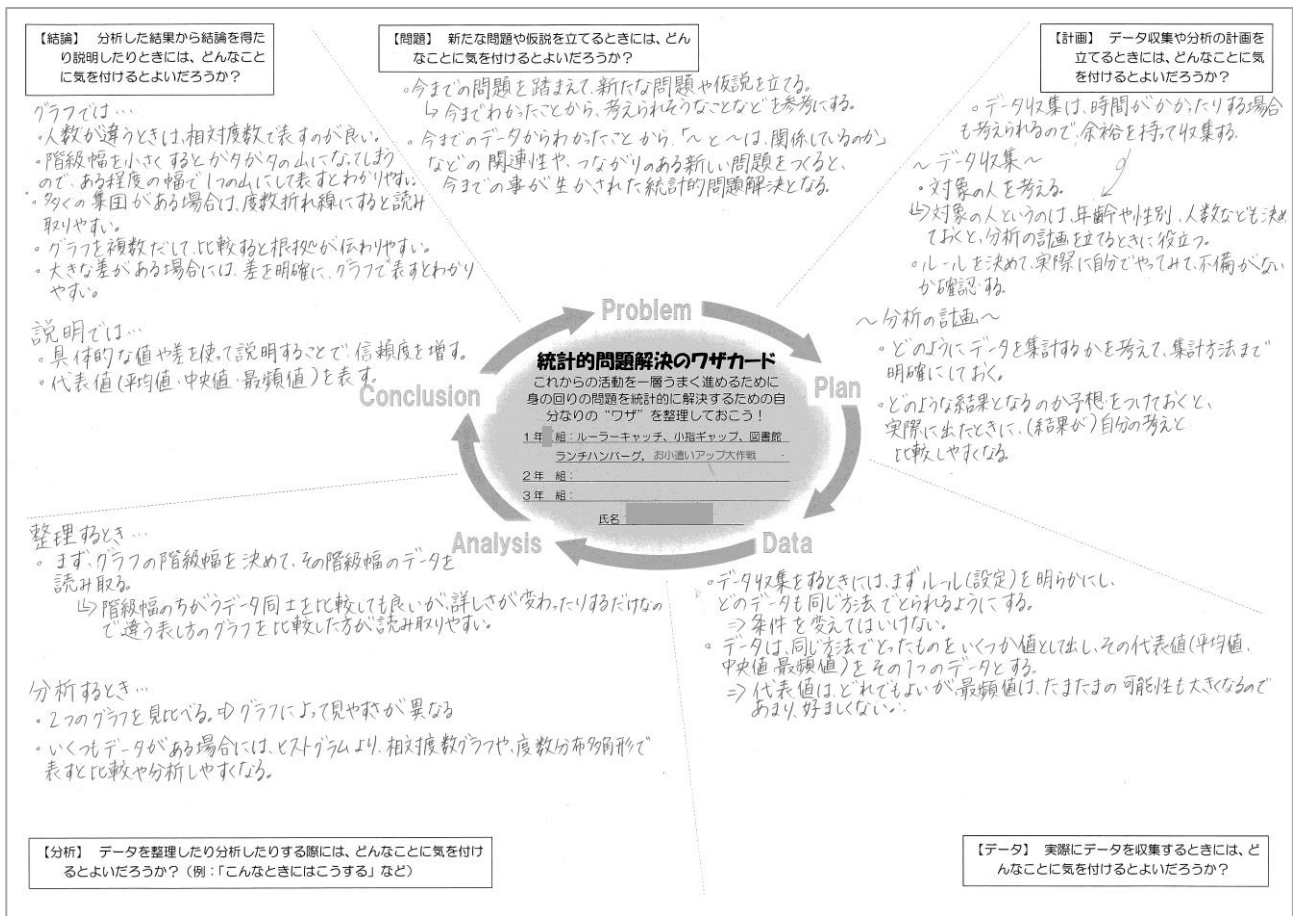 【結論】 分析した結果から結論を得た
り説明したりときには、どんなこと
に気を付けるとよいだろうか？
グラフでは…
・人数が違うときは、相対度数で表すのが良い。
・階級幅を小さくするとガタガタの山になってしまう
ので、ある程度の幅で1つの山にして表すとわかりやすい。
・多くの集団がある場合は、度数折れ線にすると読み
取りやすい。
・グラフを複数だして、比較すると根拠が伝わりやすい。
・大きな差がある場合には、差を明確に、グラフで表すとわかり
やすい。
説明では…
・具体的な値や差を使って説明することで信頼度を増す。
・代表値(平均値・中央値・最頻値)を表す。
【問題】 新たな問題や仮説を立てるときには、どん
なことに気を付けるとよいだろうか？
・今までの問題を踏まえて、新たな問題や仮説を立てる。
↳今までわかったことから、考えられそうなことなどを参考にする。
・今までのデータからわかったことから、「～と～は、関係しているのか」
などの関連性や、つながりのある新しい問題をつくると、
今までの事が生かされた統計的問題解決となる。
【計画】 データ収集や分析の計画を
立てるときには、どんなことに気
を付けるとよいだろうか？
・データ収集は、時間がかかったりする場合
も考えられるので、余裕を持って収集する
～データ収集～
・対象の人を考える。
↳対象の人というのは、年齢や性別、人数なども決め
ておくと、分析の計画を立てるときに役立つ。
・ルールを決めて、実際に自分でやってみて、不備がない
か確認する。
～分析の計画～
・どのようにデータを集計するかを考えて、集計方法まで
明確にしておく。
・どのような結果となるのか予想をつけておくと、
実際に出たときに、(結果が)自分の考えと
比較しやすくなる。
Problem
Plan
Data
Analysis
Conclusion
統計的問題解決のワザカード
これからの活動を一層うまく進めるために
身の回りの問題を統計的に解決するための自
分なりの“ワザ”を整理しておこう！
1年 組：ルーラーキャッチ、小指ギャップ、図書館
ランチハンバーグ、お小遣いアップ大作戦
2年 組：
3年 組：
氏名
整理するとき…
・まず、グラフの階級幅を決めて、その階級幅のデータを
読み取る。
↳階級幅のちがうデータ同士を比較しても良いが、詳しさが変わったりするだけなの
で違う表し方のグラフを比較した方が読み取りやすい。
分析するとき…
・2つのグラフを見比べる。⇨グラフによって見やすさが異なる
・いくつもデータがある場合には、ヒストグラムより、相対度数グラフや、度数分布多角形で
表すと比較や分析しやすくなる。
【分析】 データを整理したり分析したりする際には、どんなことに気を付け
るとよいだろうか？（例：「こんなときにはこうする」など）
・データ収集をするときには、まずルール(設定)を明らかにし、
どのデータも同じ方法でとられるようにする。
⇒条件を変えてはいけない。
・データは、同じ方法でとったものをいくつか値として出し、その代表値(平均値、
中央値 最頻値)をその1つのデータとする。
⇒代表値は、どれでもよいが、最頻値は、たまたまの可能性も大きくなるので
あまり、好ましくない。
【データ】 実際にデータを収集するときには、ど
んなことに気を付けるとよいだろうか？